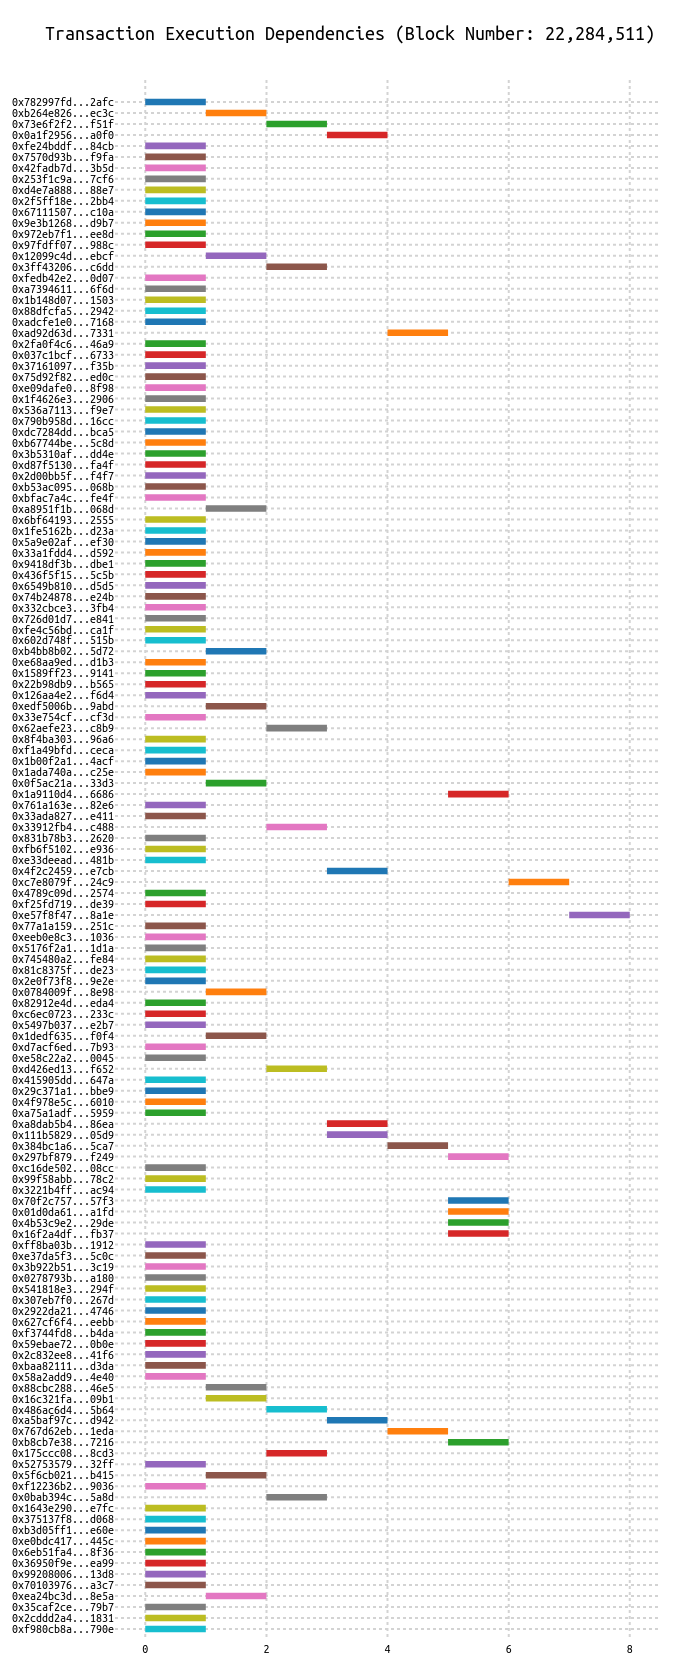 Transaction Execution Dependencies (Block Number: 22,284,511)
0x782997fd...2afc
0xb264e826...ec3c
0x73e6f2f2...f51f
0x0a1f2956...a0f0
0xfe24bddf...84cb
0x7570d93b...f9fa
0x42fadb7d...3b5d
0x253f1c9a...7cf6
0xd4e7a888...88e7
0x2f5ff18e...2bb4
0x67111507...c10a
0x9e3b1268...d9b7
0x972eb7f1...ee8d
0x97fdff07...988c
0x12099c4d...ebcf
0x3ff43206...c6dd
0xfedb42e2...0d07
0xa7394611...6f6d
0x1b148d07...1503
0x88dfcfa5...2942
0xadcfe1e0...7168
0xad92d63d...7331
0x2fa0f4c6...46a9
0x037c1bcf...6733
0x37161097...f35b
0x75d92f82...ed0c
0xe09dafe0...8f98
0x1f4626e3...2906
0x536a7113...f9e7
0x790b958d...16cc
0xdc7284dd...bca5
0xb67744be...5c8d
0x3b5310af...dd4e
0xd87f5130...fa4f
0x2d00bb5f...f4f7
0xb53ac095...068b
0xbfac7a4c...fe4f
0xa8951f1b...068d
0x6bf64193...2555
0x1fe5162b...d23a
0x5a9e02af...ef30
0x33a1fdd4...d592
0x9418df3b...dbe1
0x436f5f15...5c5b
0x6549b810...d5d5
0x74b24878...e24b
0x332cbce3...3fb4
0x726d01d7...e841
0xfe4c56bd...ca1f
0x602d748f...515b
0xb4bb8b02...5d72
0xe68aa9ed...d1b3
0x1589ff23...9141
0x22b98db9...b565
0x126aa4e2...f6d4
0xedf5006b...9abd
0x33e754cf...cf3d
0x62aefe23...c8b9
0x8f4ba303...96a6
0xf1a49bfd...ceca
0x1b00f2a1...4acf
0x1ada740a...c25e
0x0f5ac21a...33d3
0x1a9110d4...6686
0x761a163e...82e6
0x33ada827...e411
0x33912fb4...c488
0x831b78b3...2620
0xfb6f5102...e936
0xe33deead...481b
0x4f2c2459...e7cb
0xc7e8079f...24c9
0x4789c09d...2574
0xf25fd719...de39
0xe57f8f47...8a1e
0x77a1a159...251c
0xeeb0e8c3...1036
0x5176f2a1...1d1a
0x745480a2...fe84
0x81c8375f...de23
0x2e0f73f8...9e2e
0x0784009f...8e98
0x82912e4d...eda4
0xc6ec0723...233c
0x5497b037...e2b7
0x1dedf635...f0f4
0xd7acf6ed...7b93
0xe58c22a2...0045
0xd426ed13...f652
0x415905dd...647a
0x29c371a1...bbe9
0x4f978e5c...6010
0xa75a1adf...5959
0xa8dab5b4...86ea
0x111b5829...05d9
0x384bc1a6...5ca7
0x297bf879...f249
0xc16de502...08cc
0x99f58abb...78c2
0x3221b4ff...ac94
0x70f2c757...57f3
0x01d0da61...a1fd
0x4b53c9e2...29de
0x16f2a4df...fb37
0xff8ba03b...1912
0xe37da5f3...5c0c
0x3b922b51...3c19
0x0278793b...a180
0x541818e3...294f
0x307eb7f0...267d
0x2922da21...4746
0x627cf6f4...eebb
0xf3744fd8...b4da
0x59ebae72...0b0e
0x2c832ee8...41f6
0xbaa82111...d3da
0x58a2add9...4e40
0x88cbc288...46e5
0x16c321fa...09b1
0x486ac6d4...5b64
0xa5baf97c...d942
0x767d62eb...1eda
0xb8cb7e38...7216
0x175ccc08...8cd3
0x52753579...32ff
0x5f6cb021...b415
0xf12236b2...9036
0x0bab394c...5a8d
0x1643e290...e7fc
0x375137f8...d068
0xb3d05ff1...e60e
0xe0bdc417...445c
0x6eb51fa4...8f36
0x36950f9e...ea99
0x99208006...13d8
0x70103976...a3c7
0xea24bc3d...8e5a
0x35caf2ce...79b7
0x2cddd2a4...1831
0xf980cb8a...790e
0 2 4 6 8